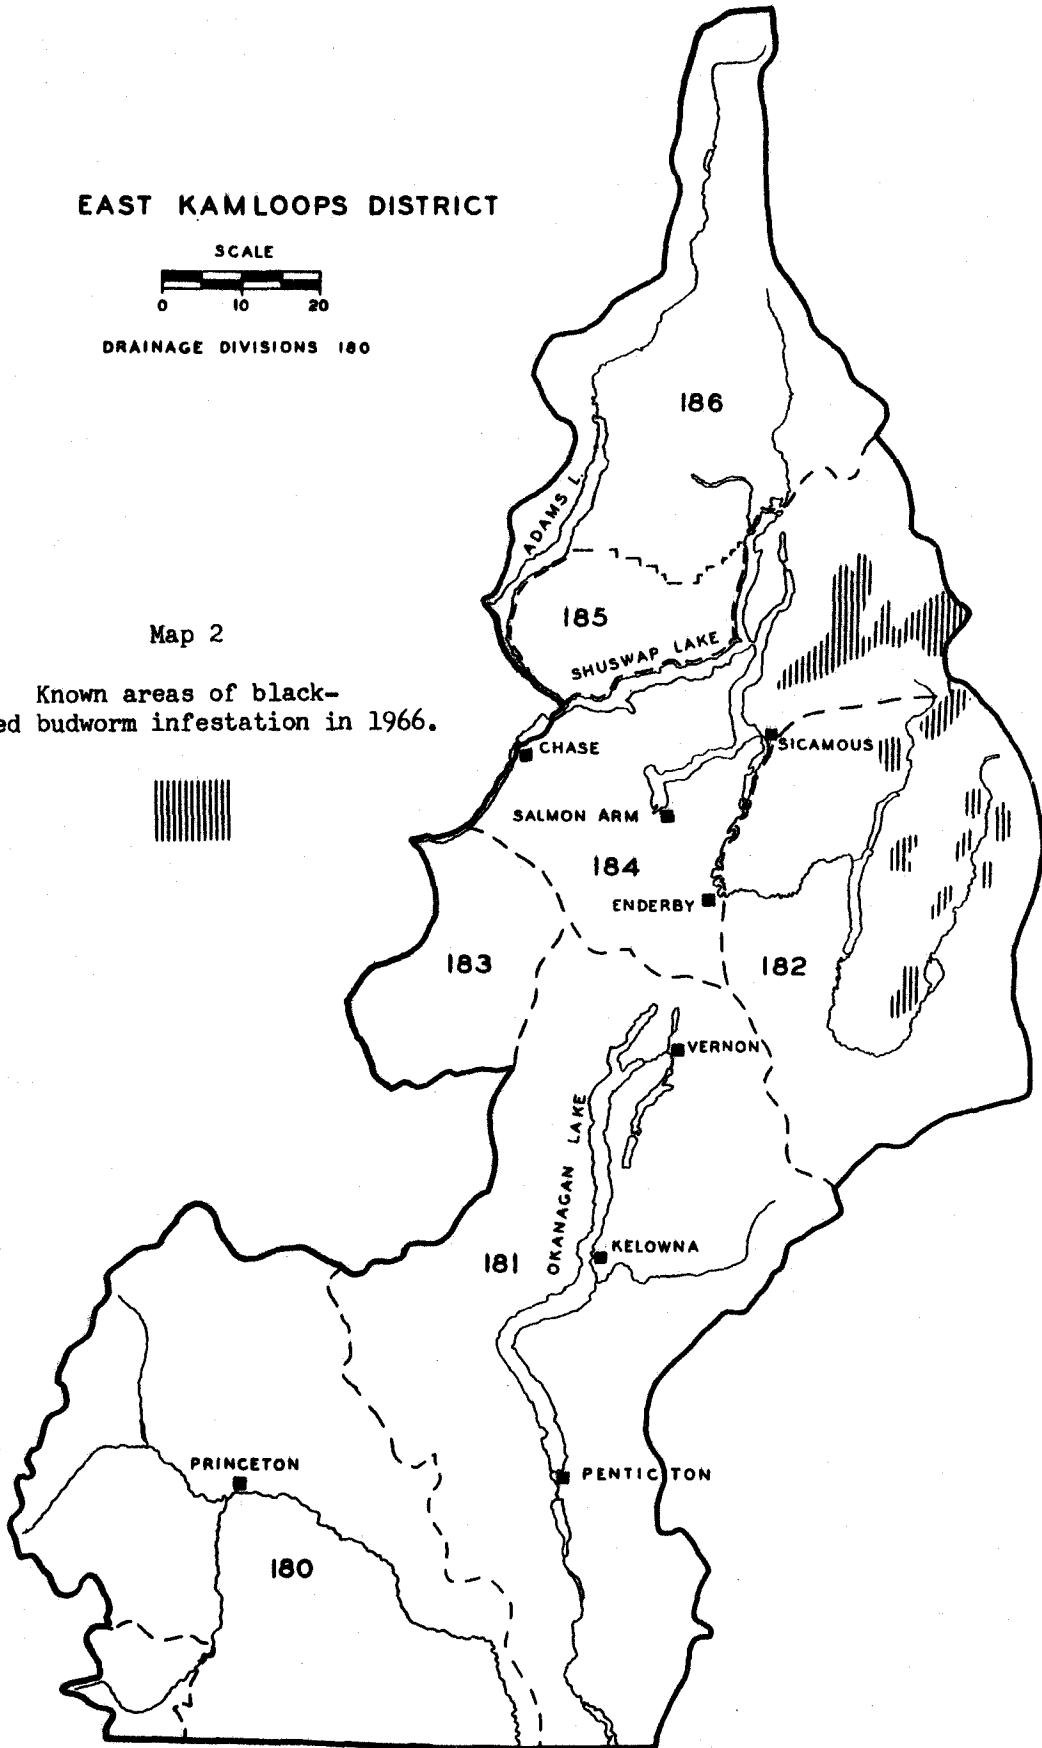 EAST KAMLOOPS DISTRICT
SCALE
0 10 20
DRAINAGE DIVISIONS 180
186
ADAMS L.
185
SHUSWAP LAKE
Map 2
Known areas of black-
ed budworm infestation in 1966.
CHASE
SICAMOUS
SALMON ARM
184
ENDERBY
183
182
VERNON
OKANAGAN LAKE
KELOWNA
181
PRINCETON
PENTICTON
180